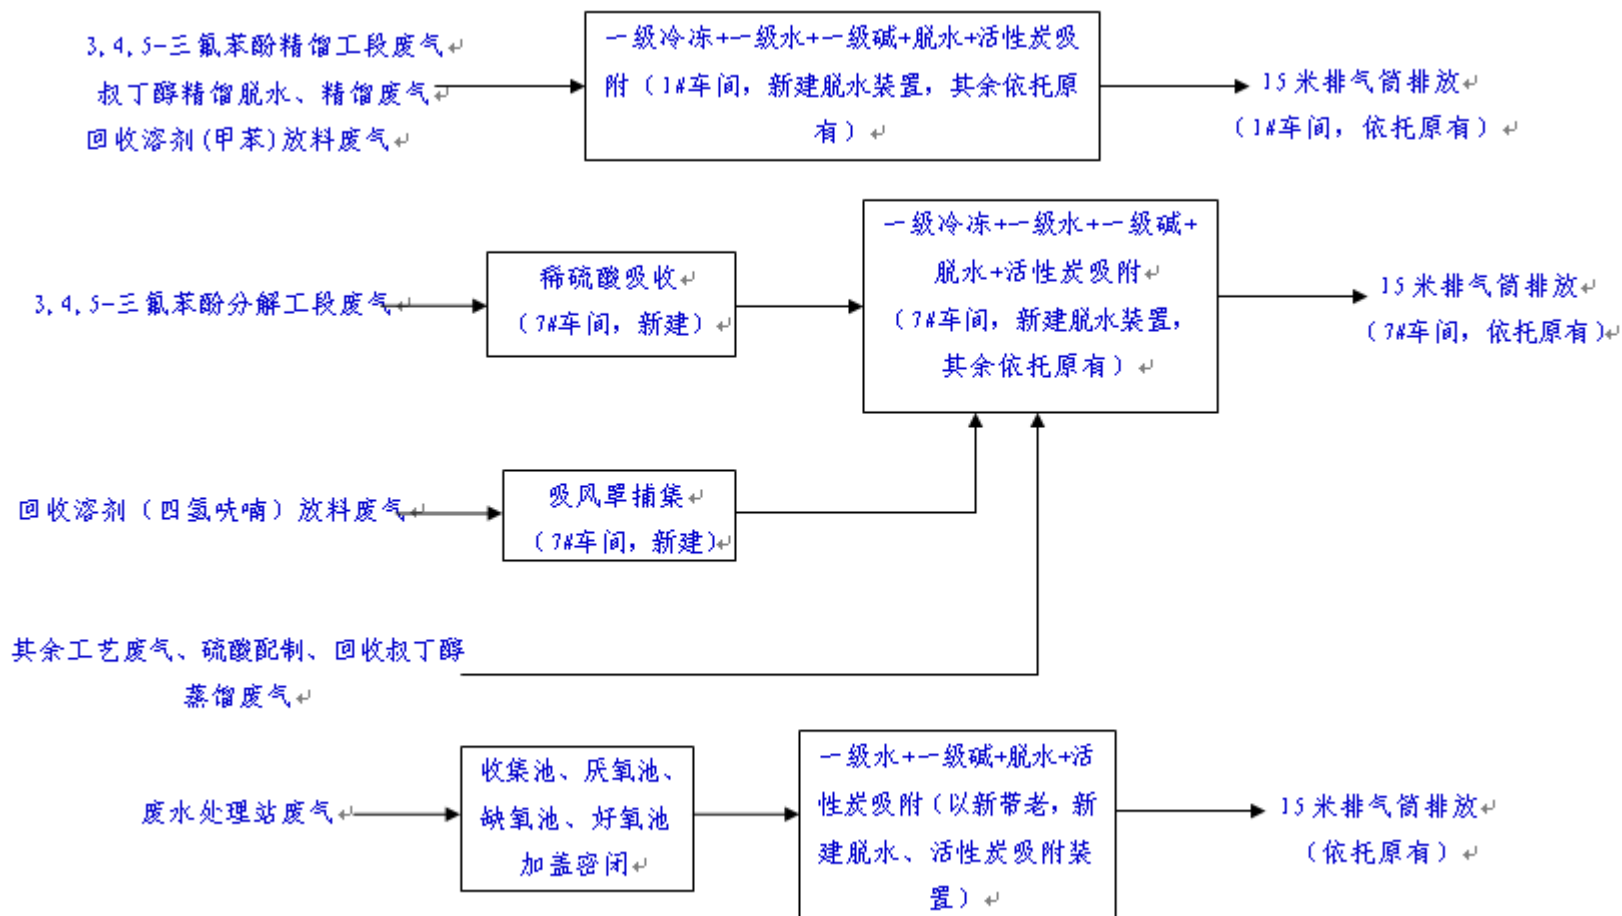 3,4,5-三氟苯酚精馏工段废气
叔丁醇精馏脱水、精馏废气
回收溶剂(甲苯)放料废气
一级冷冻+一级水+一级碱+脱水+活性炭吸
附（1#车间，新建脱水装置，其余依托原
有）
15米排气筒排放
（1#车间，依托原有）
3,4,5-三氟苯酚分解工段废气
稀硫酸吸收
（7#车间，新建）
一级冷冻+一级水+一级碱+
脱水+活性炭吸附
（7#车间，新建脱水装置，
其余依托原有）
15米排气筒排放
（7#车间，依托原有）
回收溶剂（四氢呋喃）放料废气
吸风罩捕集
（7#车间，新建）
其余工艺废气、硫酸配制、回收叔丁醇
蒸馏废气
废水处理站废气
收集池、厌氧池、
缺氧池、好氧池
加盖密闭
一级水+一级碱+脱水+活
性炭吸附（以新带老，新
建脱水、活性炭吸附装
置）
15米排气筒排放
（依托原有）